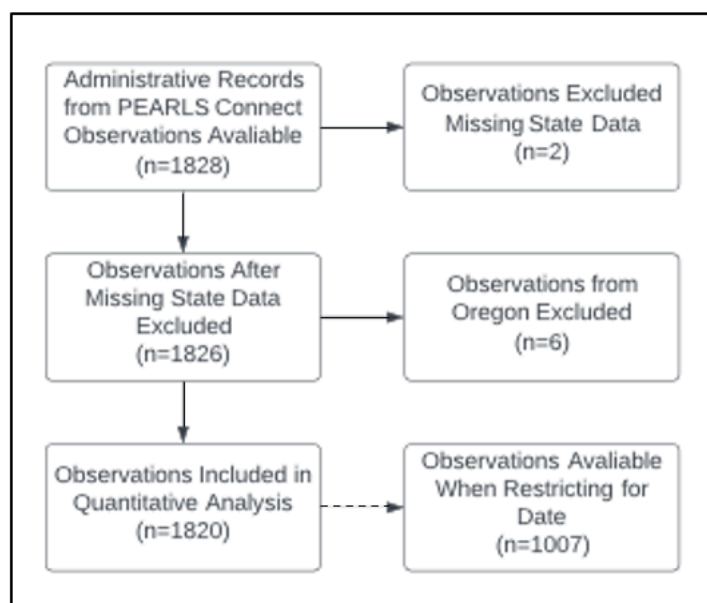 Administrative Records
from PEARLS Connect
Observations Avaliable
(n=1828)
Observations Excluded
Missing State Data
(n=2)
Observations After
Missing State Data
Excluded
(n=1826)
Observations from
Oregon Excluded
(n=6)
Observations Included in
Quantitative Analysis
(n=1820)
Observations Avaliable
When Restricting for
Date
(n=1007)